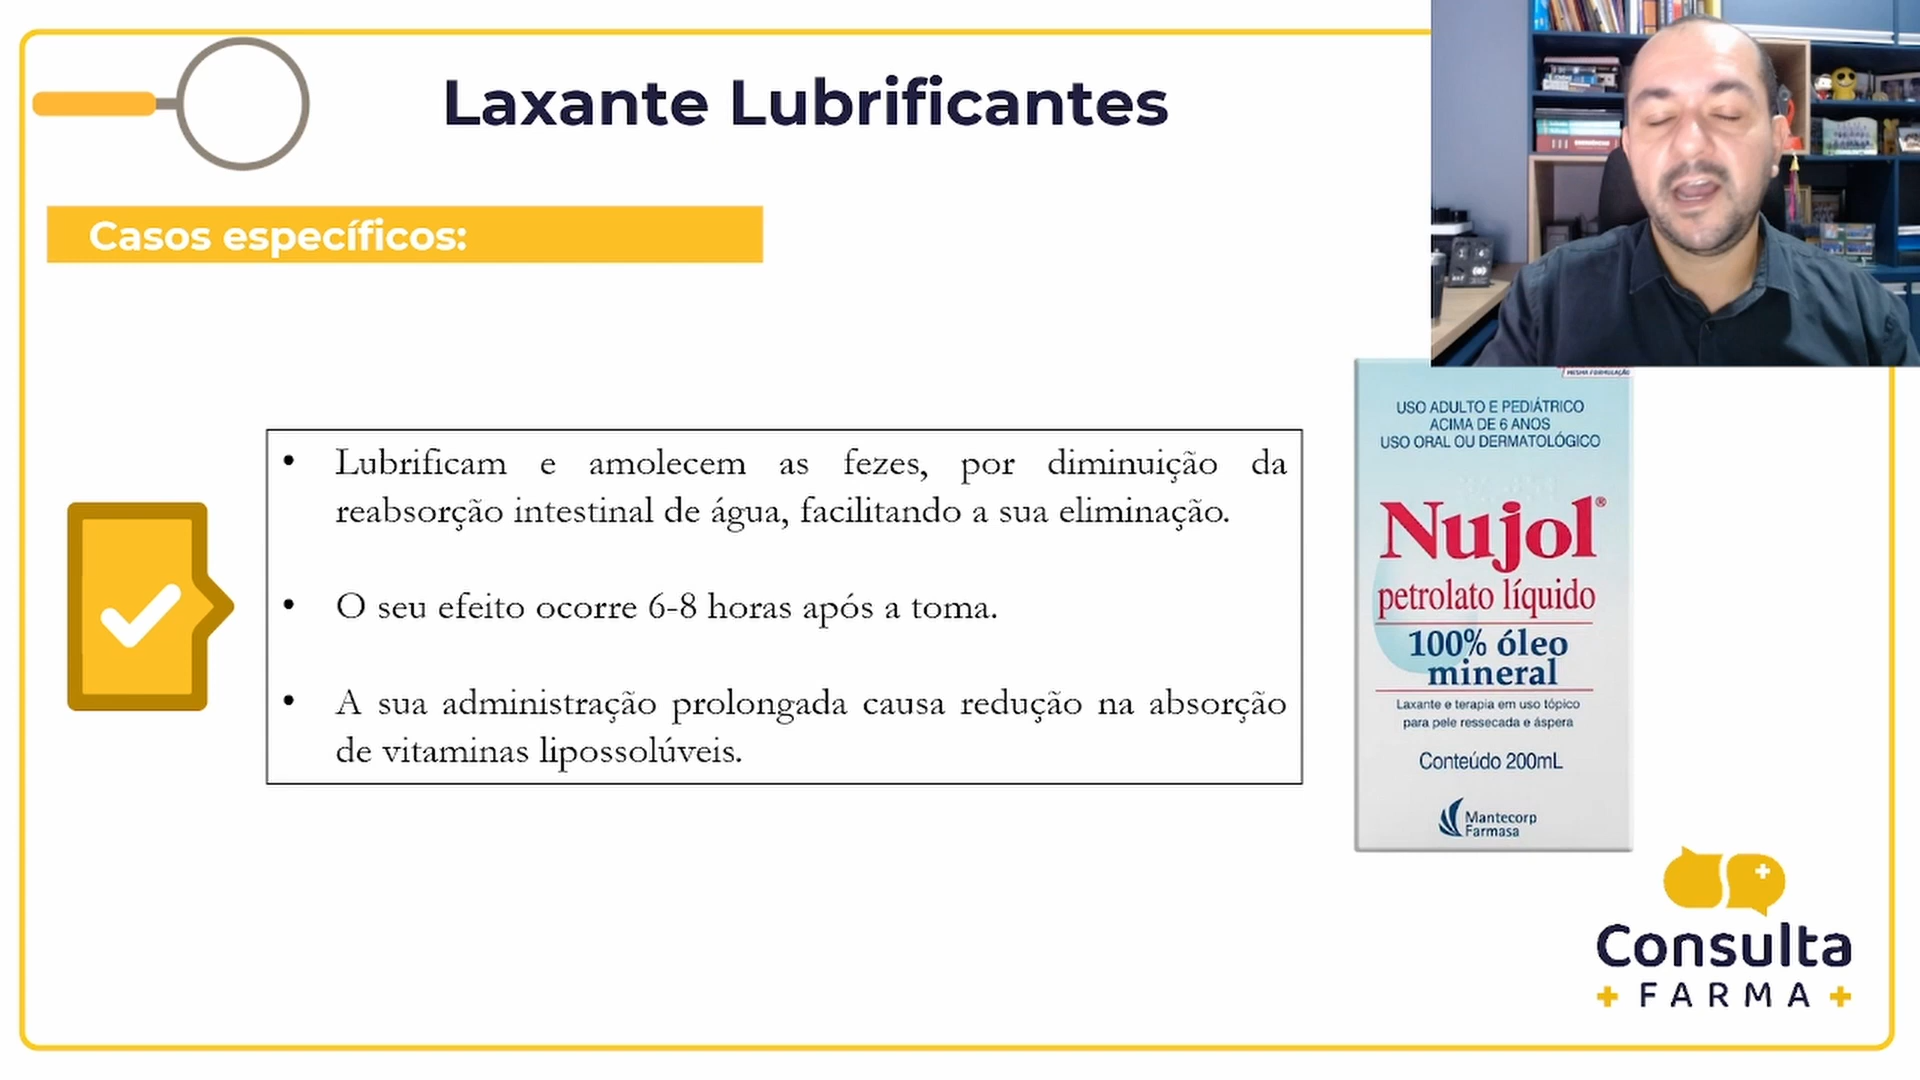 Laxante Lubrificantes
Casos específicos:
• Lubrificam e amolecem as fezes, por diminuição da
reabsorção intestinal de água, facilitando a sua eliminação.
• O seu efeito ocorre 6-8 horas após a toma.
• A sua administração prolongada causa redução na absorção
de vitaminas lipossolúveis.
MESMA FORMULAÇÃO
USO ADULTO E PEDIÁTRICO
ACIMA DE 6 ANOS
USO ORAL OU DERMATOLÓGICO
Nujol®
petrolato líquido
100% óleo
mineral
Laxante e terapia em uso tópico
para pele ressecada e áspera
Conteúdo 200mL
Mantecorp
Farmasa
Consulta
+ FARMA +